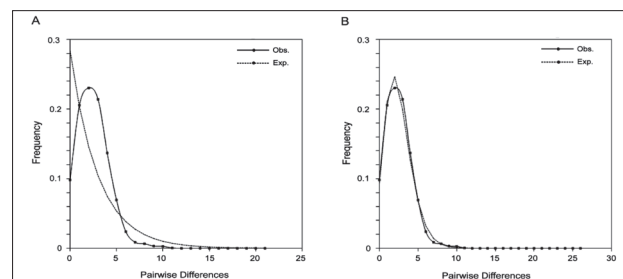 A
0.3
0.2
0.1
0
Frequency
Obs.
Exp.
0 5 10 15 20 25
Pairwise Differences
B
0.3
0.2
0.1
0
Frequency
Obs.
Exp.
0 5 10 15 20 25 30
Pairwise Differences